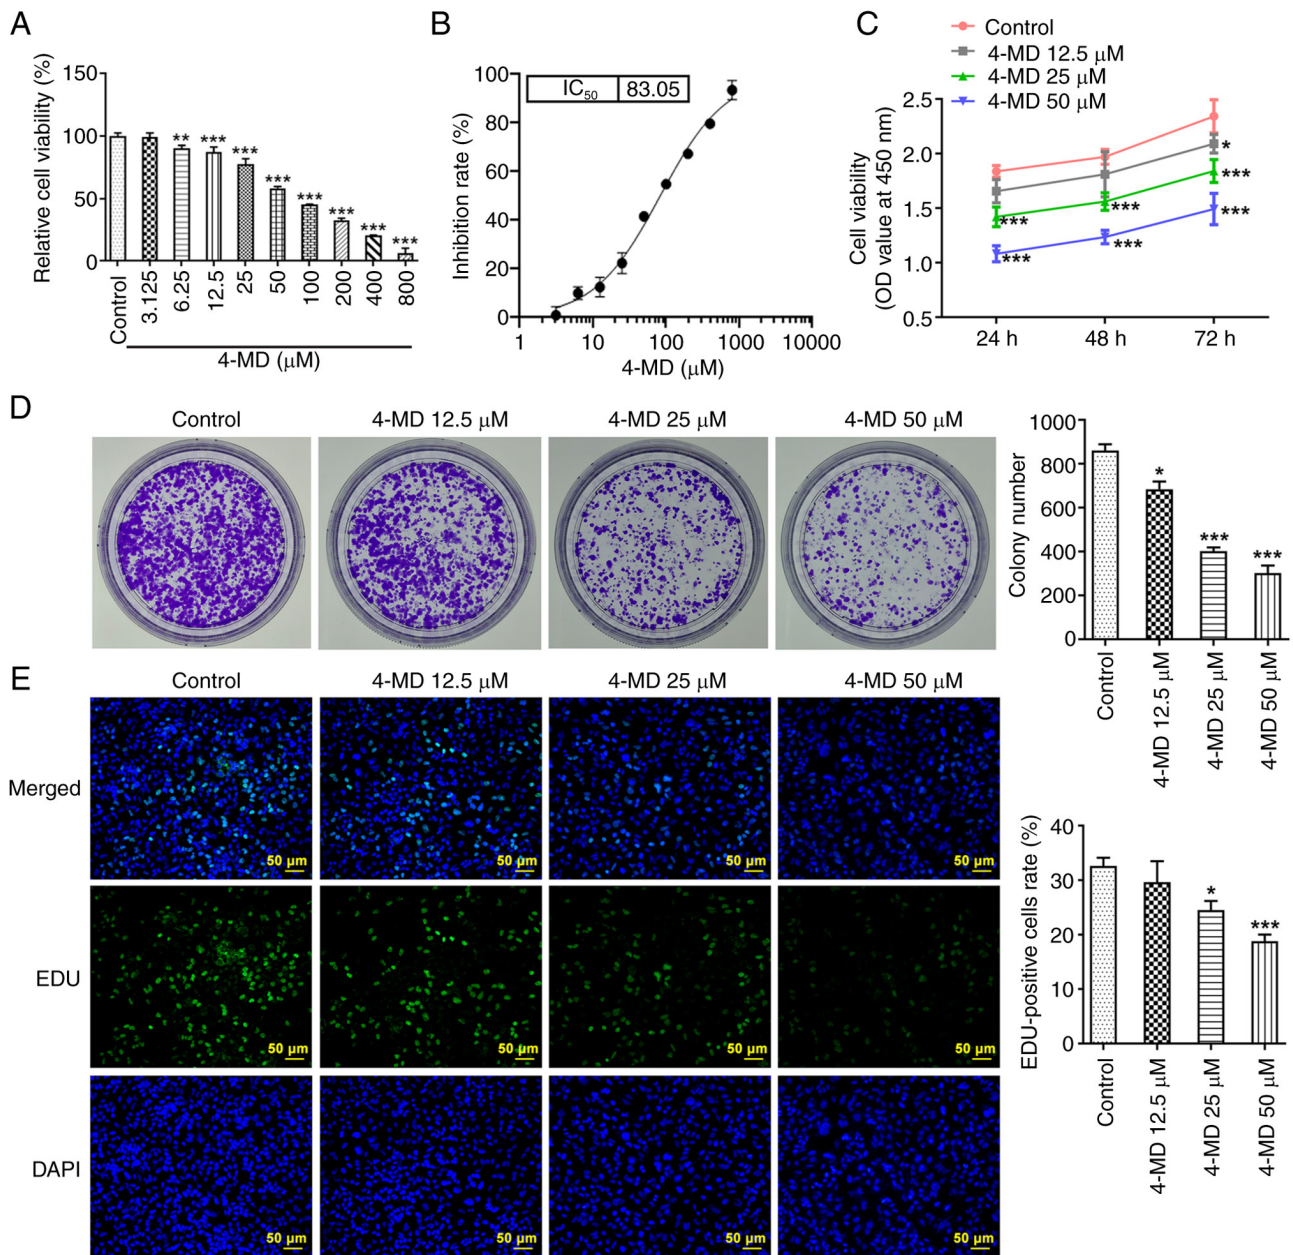 A
Relative cell viability (%)
150
100
50
0
**
***
***
***
***
***
***
***
Control
3.125
6.25
12.5
25
50
100
200
400
800
4-MD (μM)
B
Inhibition rate (%)
100
80
60
40
20
0
IC50 83.05
1 10 100 1000 10000
4-MD (μM)
C
Control
4-MD 12.5 μM
4-MD 25 μM
4-MD 50 μM
Cell viability
(OD value at 450 nm)
2.5
2.0
1.5
1.0
0.5
*
***
***
***
***
***
***
24 h 48 h 72 h
D
Control 4-MD 12.5 μM 4-MD 25 μM 4-MD 50 μM
Colony number
1000
800
600
400
200
0
*
***
***
Control
4-MD 12.5 μM
4-MD 25 μM
4-MD 50 μM
E
Control 4-MD 12.5 μM 4-MD 25 μM 4-MD 50 μM
Merged
50 μm 50 μm 50 μm 50 μm
EDU
50 μm 50 μm 50 μm 50 μm
DAPI
50 μm 50 μm 50 μm 50 μm
EDU-positive cells rate (%)
40
30
20
10
0
*
***
Control
4-MD 12.5 μM
4-MD 25 μM
4-MD 50 μM